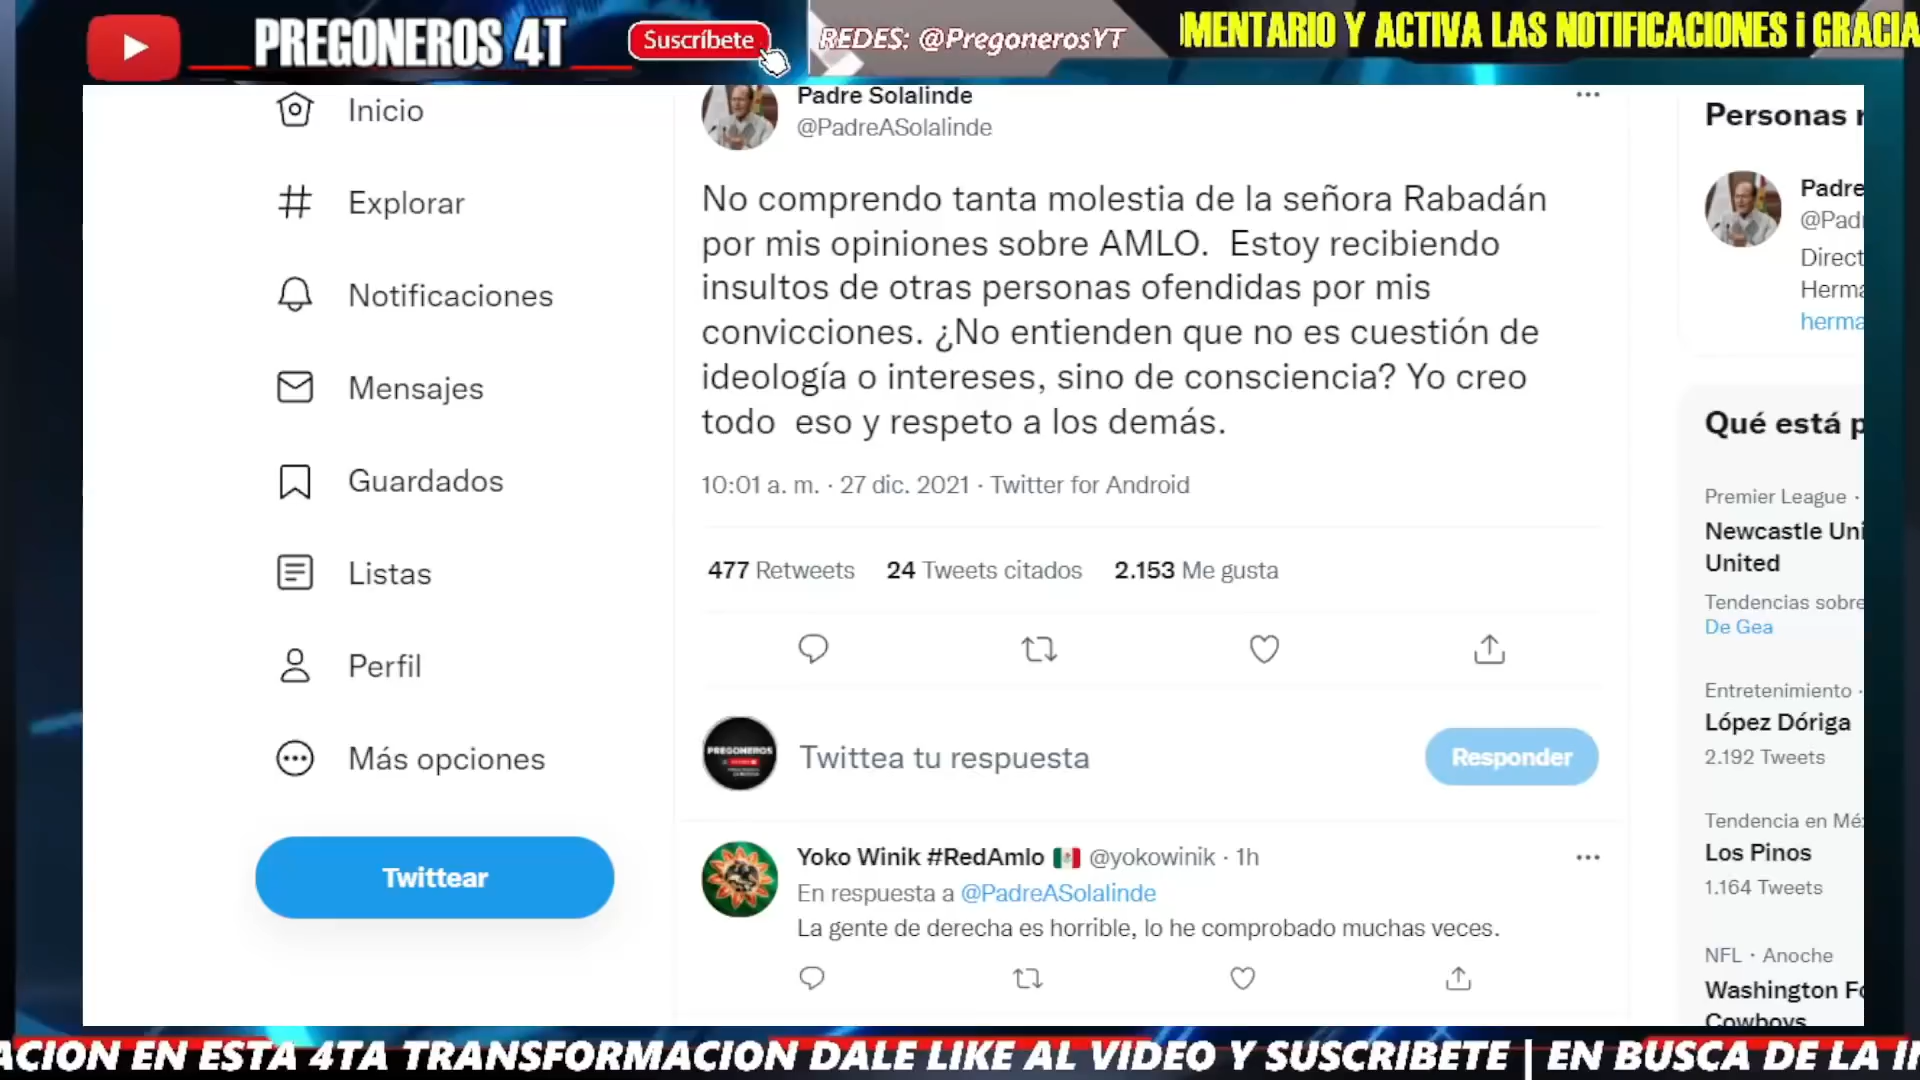 PREGONEROS 4T
Suscríbete
REDES: @PregonerosYT
MENTARIO Y ACTIVA LAS NOTIFICACIONES ¡ GRACIA
Inicio
Explorar
Notificaciones
Mensajes
Guardados
Listas
Perfil
Más opciones
Twittear
Padre Solalinde
@PadreASolalinde
No comprendo tanta molestia de la señora Rabadán
por mis opiniones sobre AMLO. Estoy recibiendo
insultos de otras personas ofendidas por mis
convicciones. ¿No entienden que no es cuestión de
ideología o intereses, sino de consciencia? Yo creo
todo eso y respeto a los demás.
10:01 a. m. · 27 dic. 2021 · Twitter for Android
477 Retweets 24 Tweets citados 2.153 Me gusta
PREGONEROS
Twittea tu respuesta
Responder
Yoko Winik #RedAmlo @yokowinik · 1h
En respuesta a @PadreASolalinde
La gente de derecha es horrible, lo he comprobado muchas veces.
Personas r
Padre
@Padr
Direct
Herma
herma
Qué está p
Premier League ·
Newcastle Uni
United
Tendencias sobre
De Gea
Entretenimiento ·
López Dóriga
2.192 Tweets
Tendencia en Méx
Los Pinos
1.164 Tweets
NFL · Anoche
Washington Fo
Cowboys
ACION EN ESTA 4TA TRANSFORMACION DALE LIKE AL VIDEO Y SUSCRIBETE | EN BUSCA DE LA I